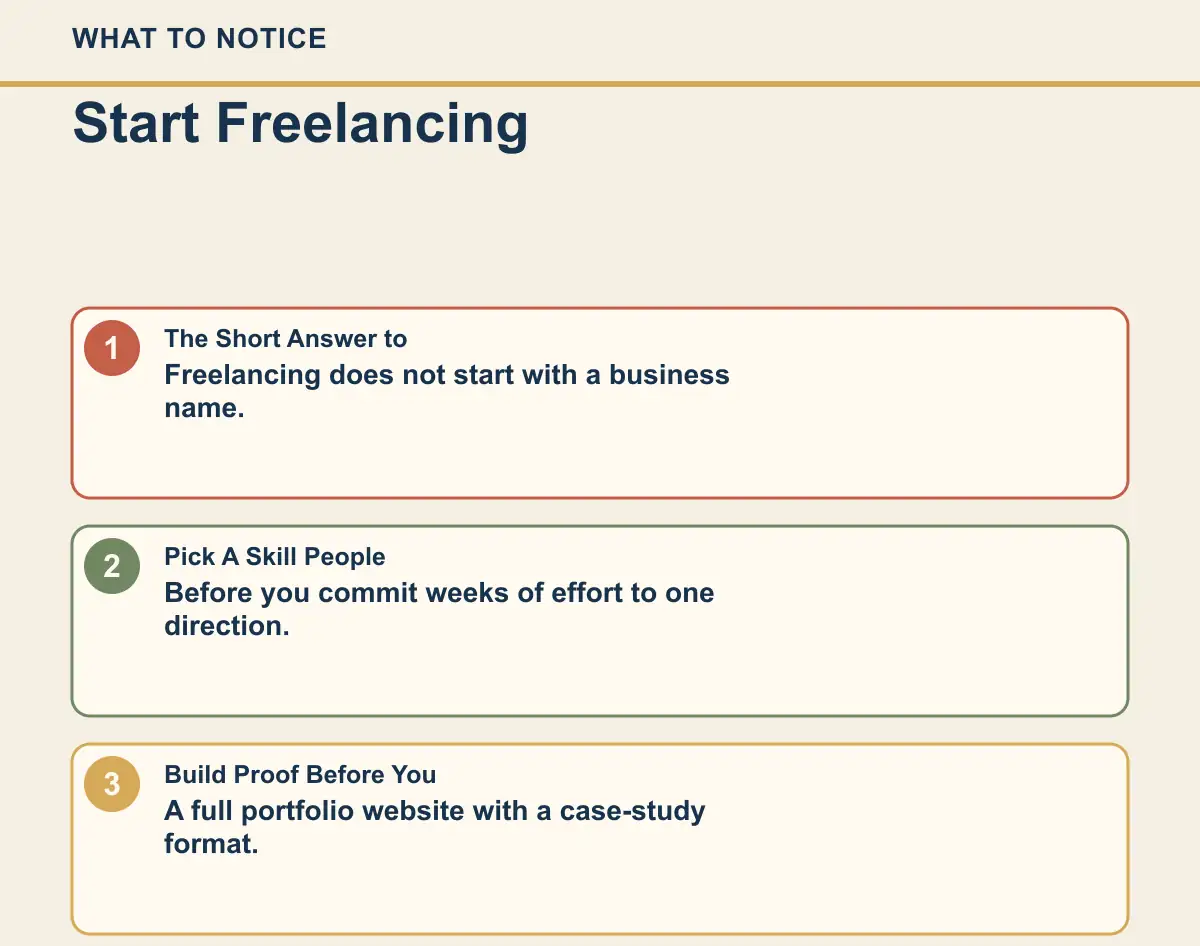 WHAT TO NOTICE
Start Freelancing
1
The Short Answer to
Freelancing does not start with a business
name.
2
Pick A Skill People
Before you commit weeks of effort to one
direction.
3
Build Proof Before You
A full portfolio website with a case-study
format.